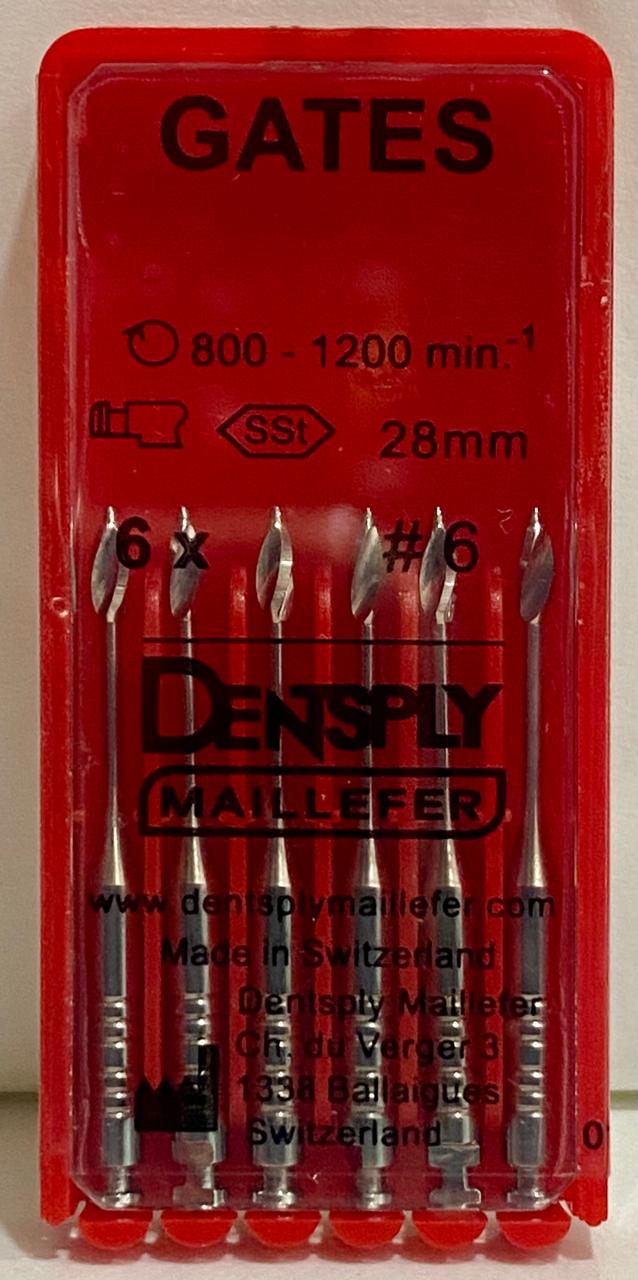 GATES
800 - 1200 min.⁻¹
SSt 28mm
6 x #6
DENTSPLY
MAILLEFER
www.dentsplymaillefer.com
Made in Switzerland
Dentsply Maillefer
Ch. du Verger 3
1338 Ballaigues
Switzerland